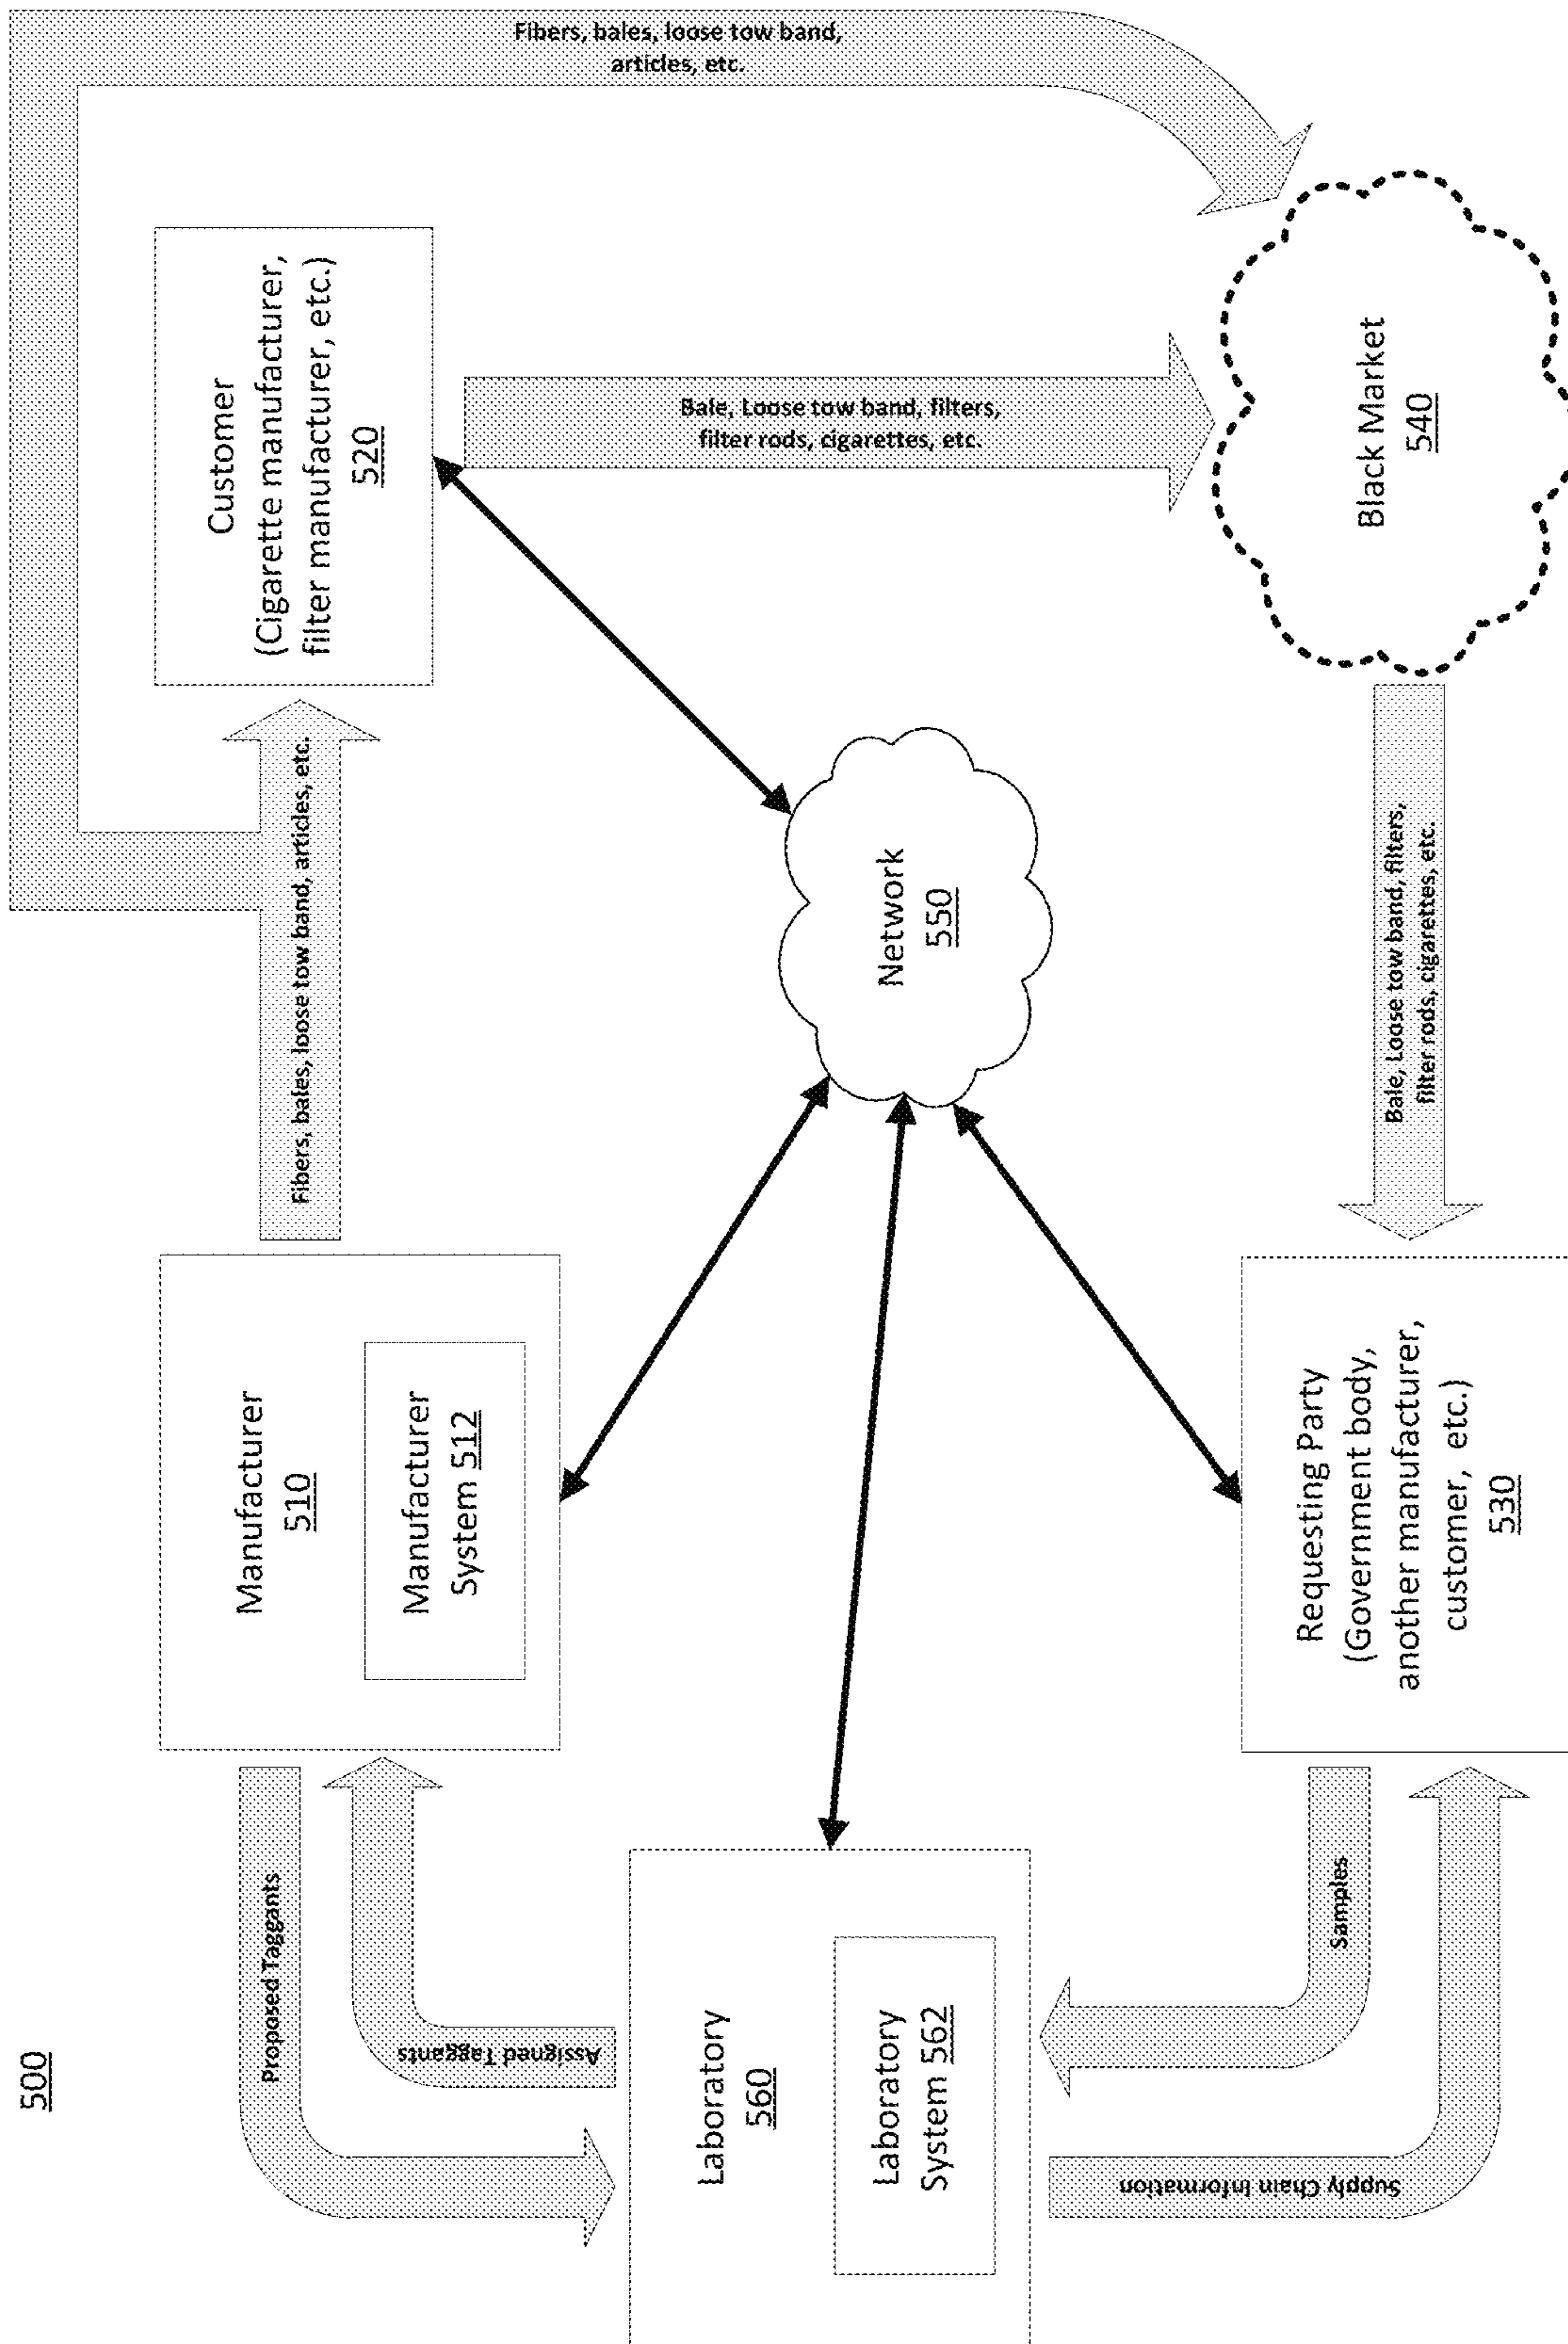 500
Proposed Taggants
Assigned Taggants
Laboratory
560
Laboratory
System 562
Samples
Supply Chain Information
Manufacturer
510
Manufacturer
System 512
Requesting Party
(Government body,
another manufacturer,
customer, etc.)
530
Fibers, bales, loose tow band, articles, etc.
Network
550
Bale, Loose tow band, filters,
filter rods, cigarettes, etc.
Customer
(Cigarette manufacturer,
filter manufacturer, etc.)
520
Bale, Loose tow band, filters,
filter rods, cigarettes, etc.
Black Market
540
Fibers, bales, loose tow band,
articles, etc.